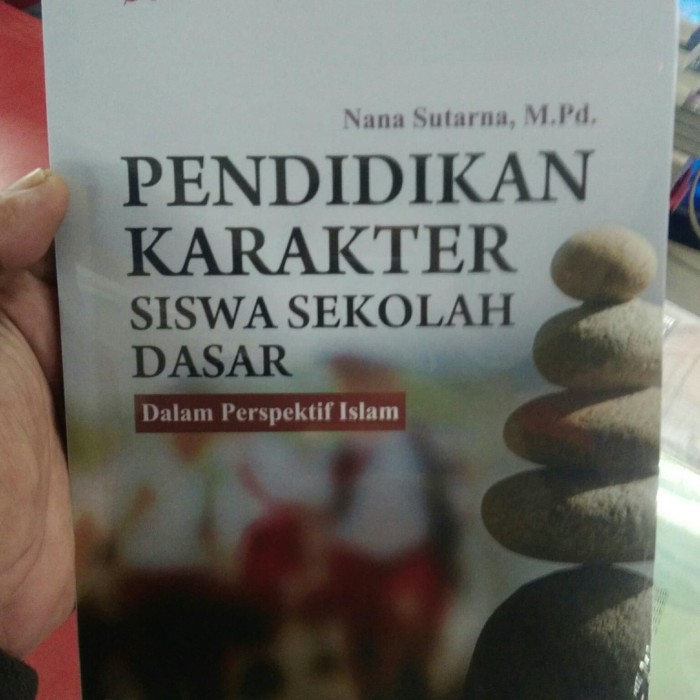 Nana Sutarna, M.Pd.
PENDIDIKAN
KARAKTER
SISWA SEKOLAH
DASAR
Dalam Perspektif Islam